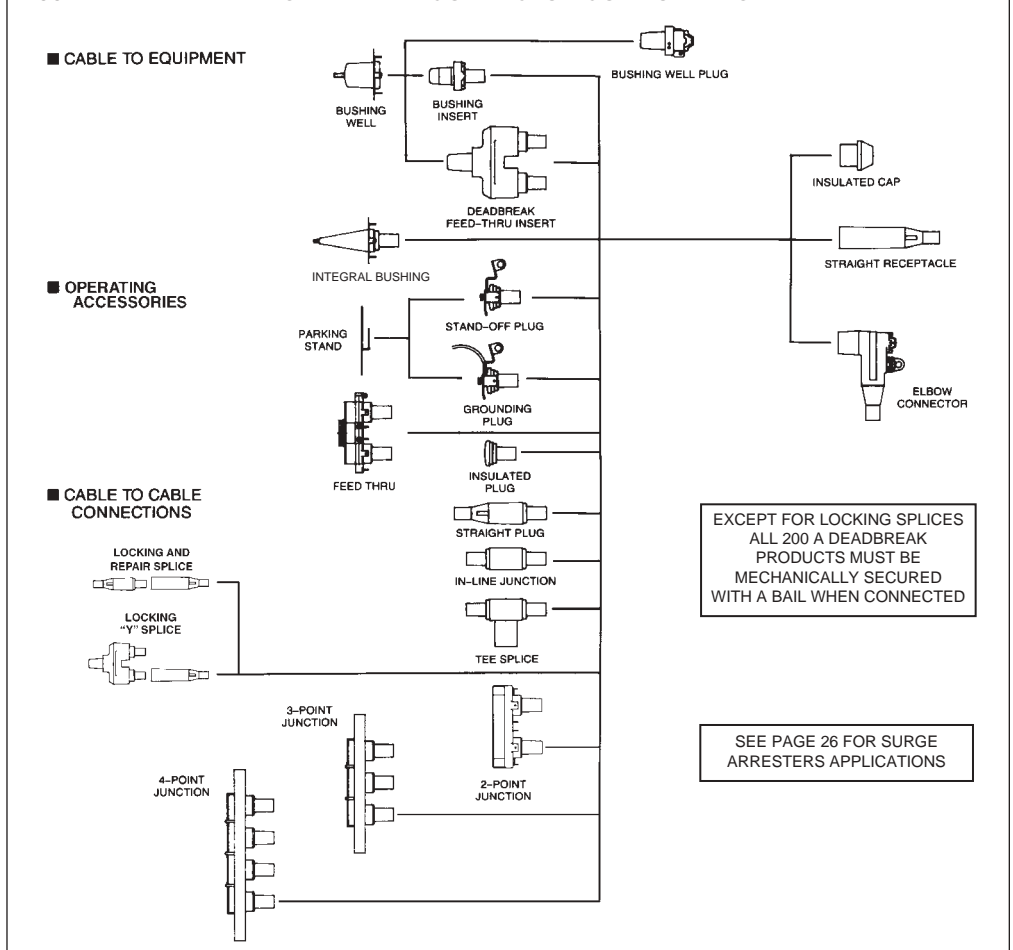 ■ CABLE TO EQUIPMENT
BUSHING WELL PLUG
BUSHING
WELL
BUSHING
INSERT
INSULATED CAP
DEADBREAK
FEED-THRU INSERT
INTEGRAL BUSHING
STRAIGHT RECEPTACLE
■ OPERATING
ACCESSORIES
PARKING
STAND
STAND-OFF PLUG
GROUNDING
PLUG
ELBOW
CONNECTOR
FEED THRU
INSULATED
PLUG
■ CABLE TO CABLE
CONNECTIONS
STRAIGHT PLUG
EXCEPT FOR LOCKING SPLICES
ALL 200 A DEADBREAK
PRODUCTS MUST BE
MECHANICALLY SECURED
WITH A BAIL WHEN CONNECTED
LOCKING AND
REPAIR SPLICE
IN-LINE JUNCTION
LOCKING
"Y" SPLICE
TEE SPLICE
3-POINT
JUNCTION
2-POINT
JUNCTION
SEE PAGE 26 FOR SURGE
ARRESTERS APPLICATIONS
4-POINT
JUNCTION